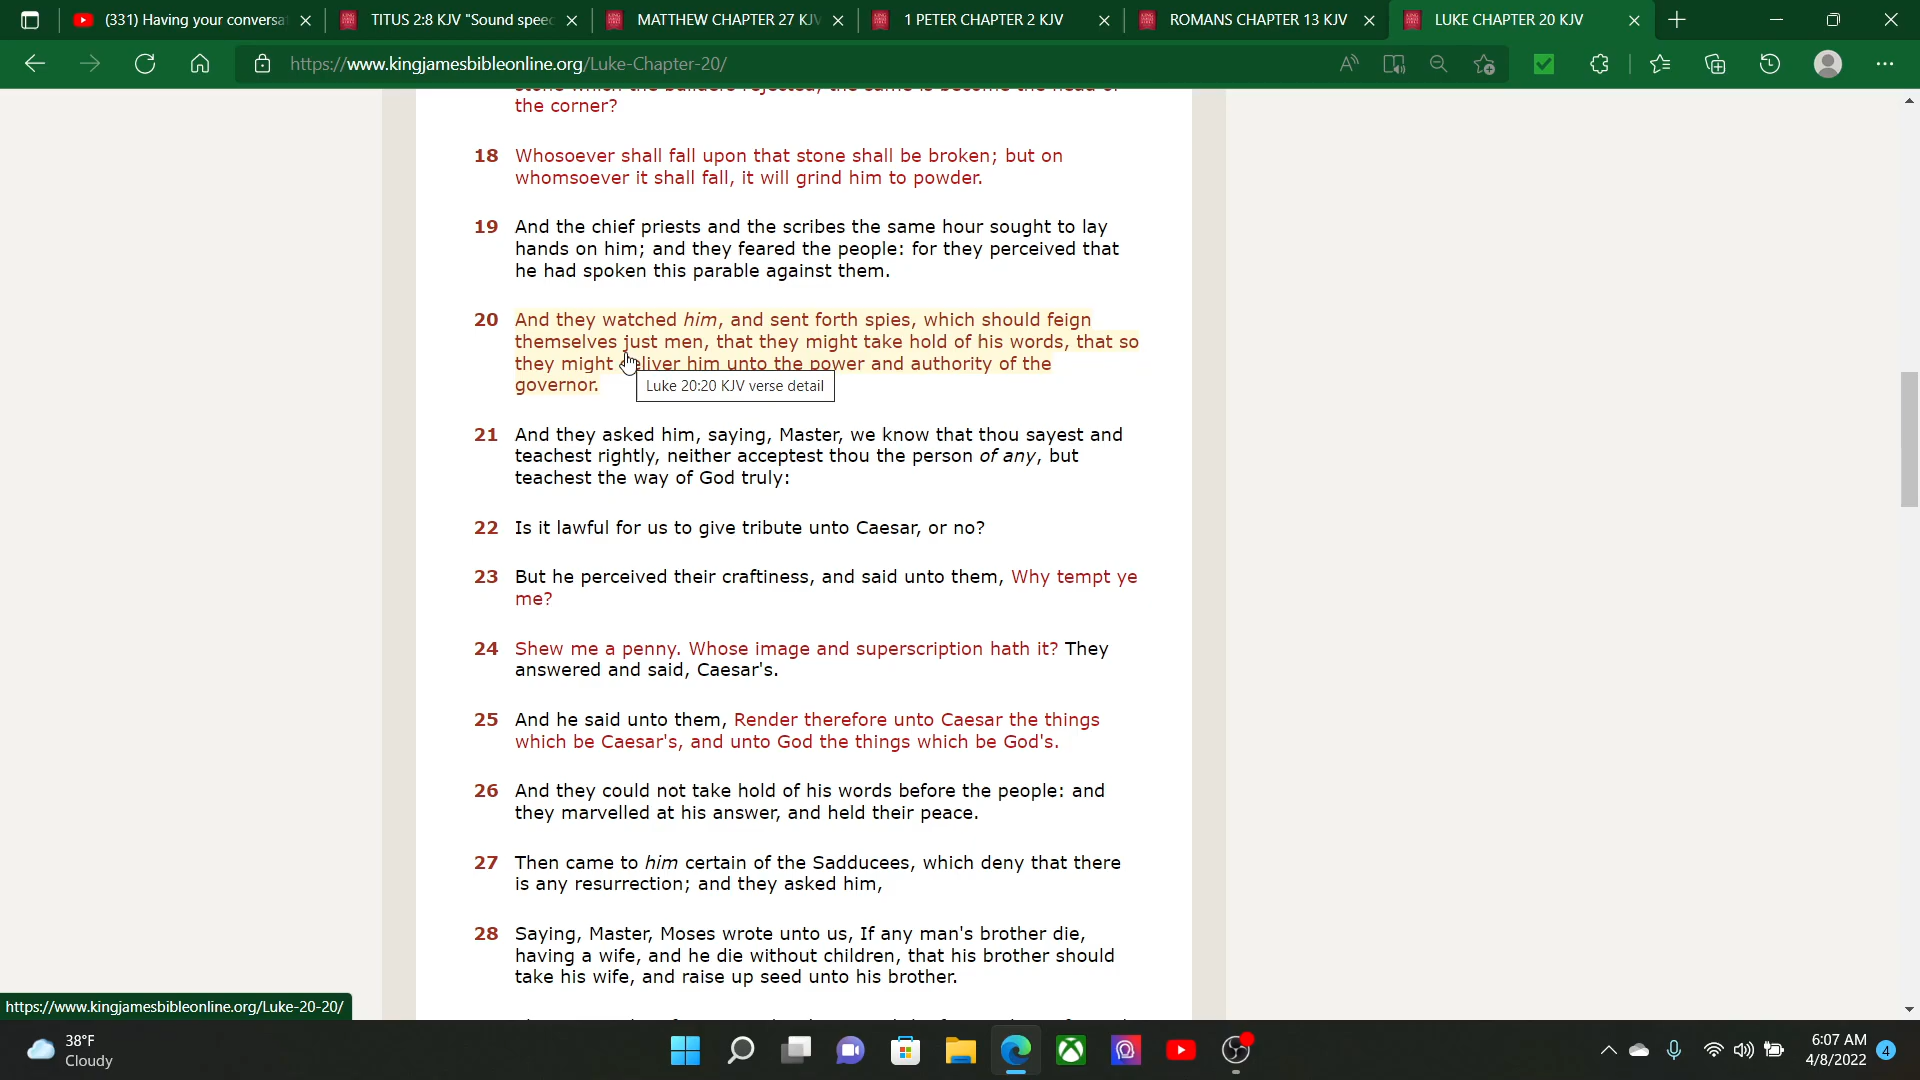 (331) Having your conversa
TITUS 2:8 KJV "Sound speec
MATTHEW CHAPTER 27 KJV
1 PETER CHAPTER 2 KJV
ROMANS CHAPTER 13 KJV
LUKE CHAPTER 20 KJV
https://www.kingjamesbibleonline.org/Luke-Chapter-20/
stone which the builders rejected, the same is become the head of
the corner?
18 Whosoever shall fall upon that stone shall be broken; but on
whomsoever it shall fall, it will grind him to powder.
19 And the chief priests and the scribes the same hour sought to lay
hands on him; and they feared the people: for they perceived that
he had spoken this parable against them.
20 And they watched him, and sent forth spies, which should feign
themselves just men, that they might take hold of his words, that so
they might deliver him unto the power and authority of the
governor.
Luke 20:20 KJV verse detail
21 And they asked him, saying, Master, we know that thou sayest and
teachest rightly, neither acceptest thou the person of any, but
teachest the way of God truly:
22 Is it lawful for us to give tribute unto Caesar, or no?
23 But he perceived their craftiness, and said unto them, Why tempt ye
me?
24 Shew me a penny. Whose image and superscription hath it? They
answered and said, Caesar's.
25 And he said unto them, Render therefore unto Caesar the things
which be Caesar's, and unto God the things which be God's.
26 And they could not take hold of his words before the people: and
they marvelled at his answer, and held their peace.
27 Then came to him certain of the Sadducees, which deny that there
is any resurrection; and they asked him,
28 Saying, Master, Moses wrote unto us, If any man's brother die,
having a wife, and he die without children, that his brother should
take his wife, and raise up seed unto his brother.
https://www.kingjamesbibleonline.org/Luke-20-20/
38°F
Cloudy
6:07 AM
4/8/2022
4